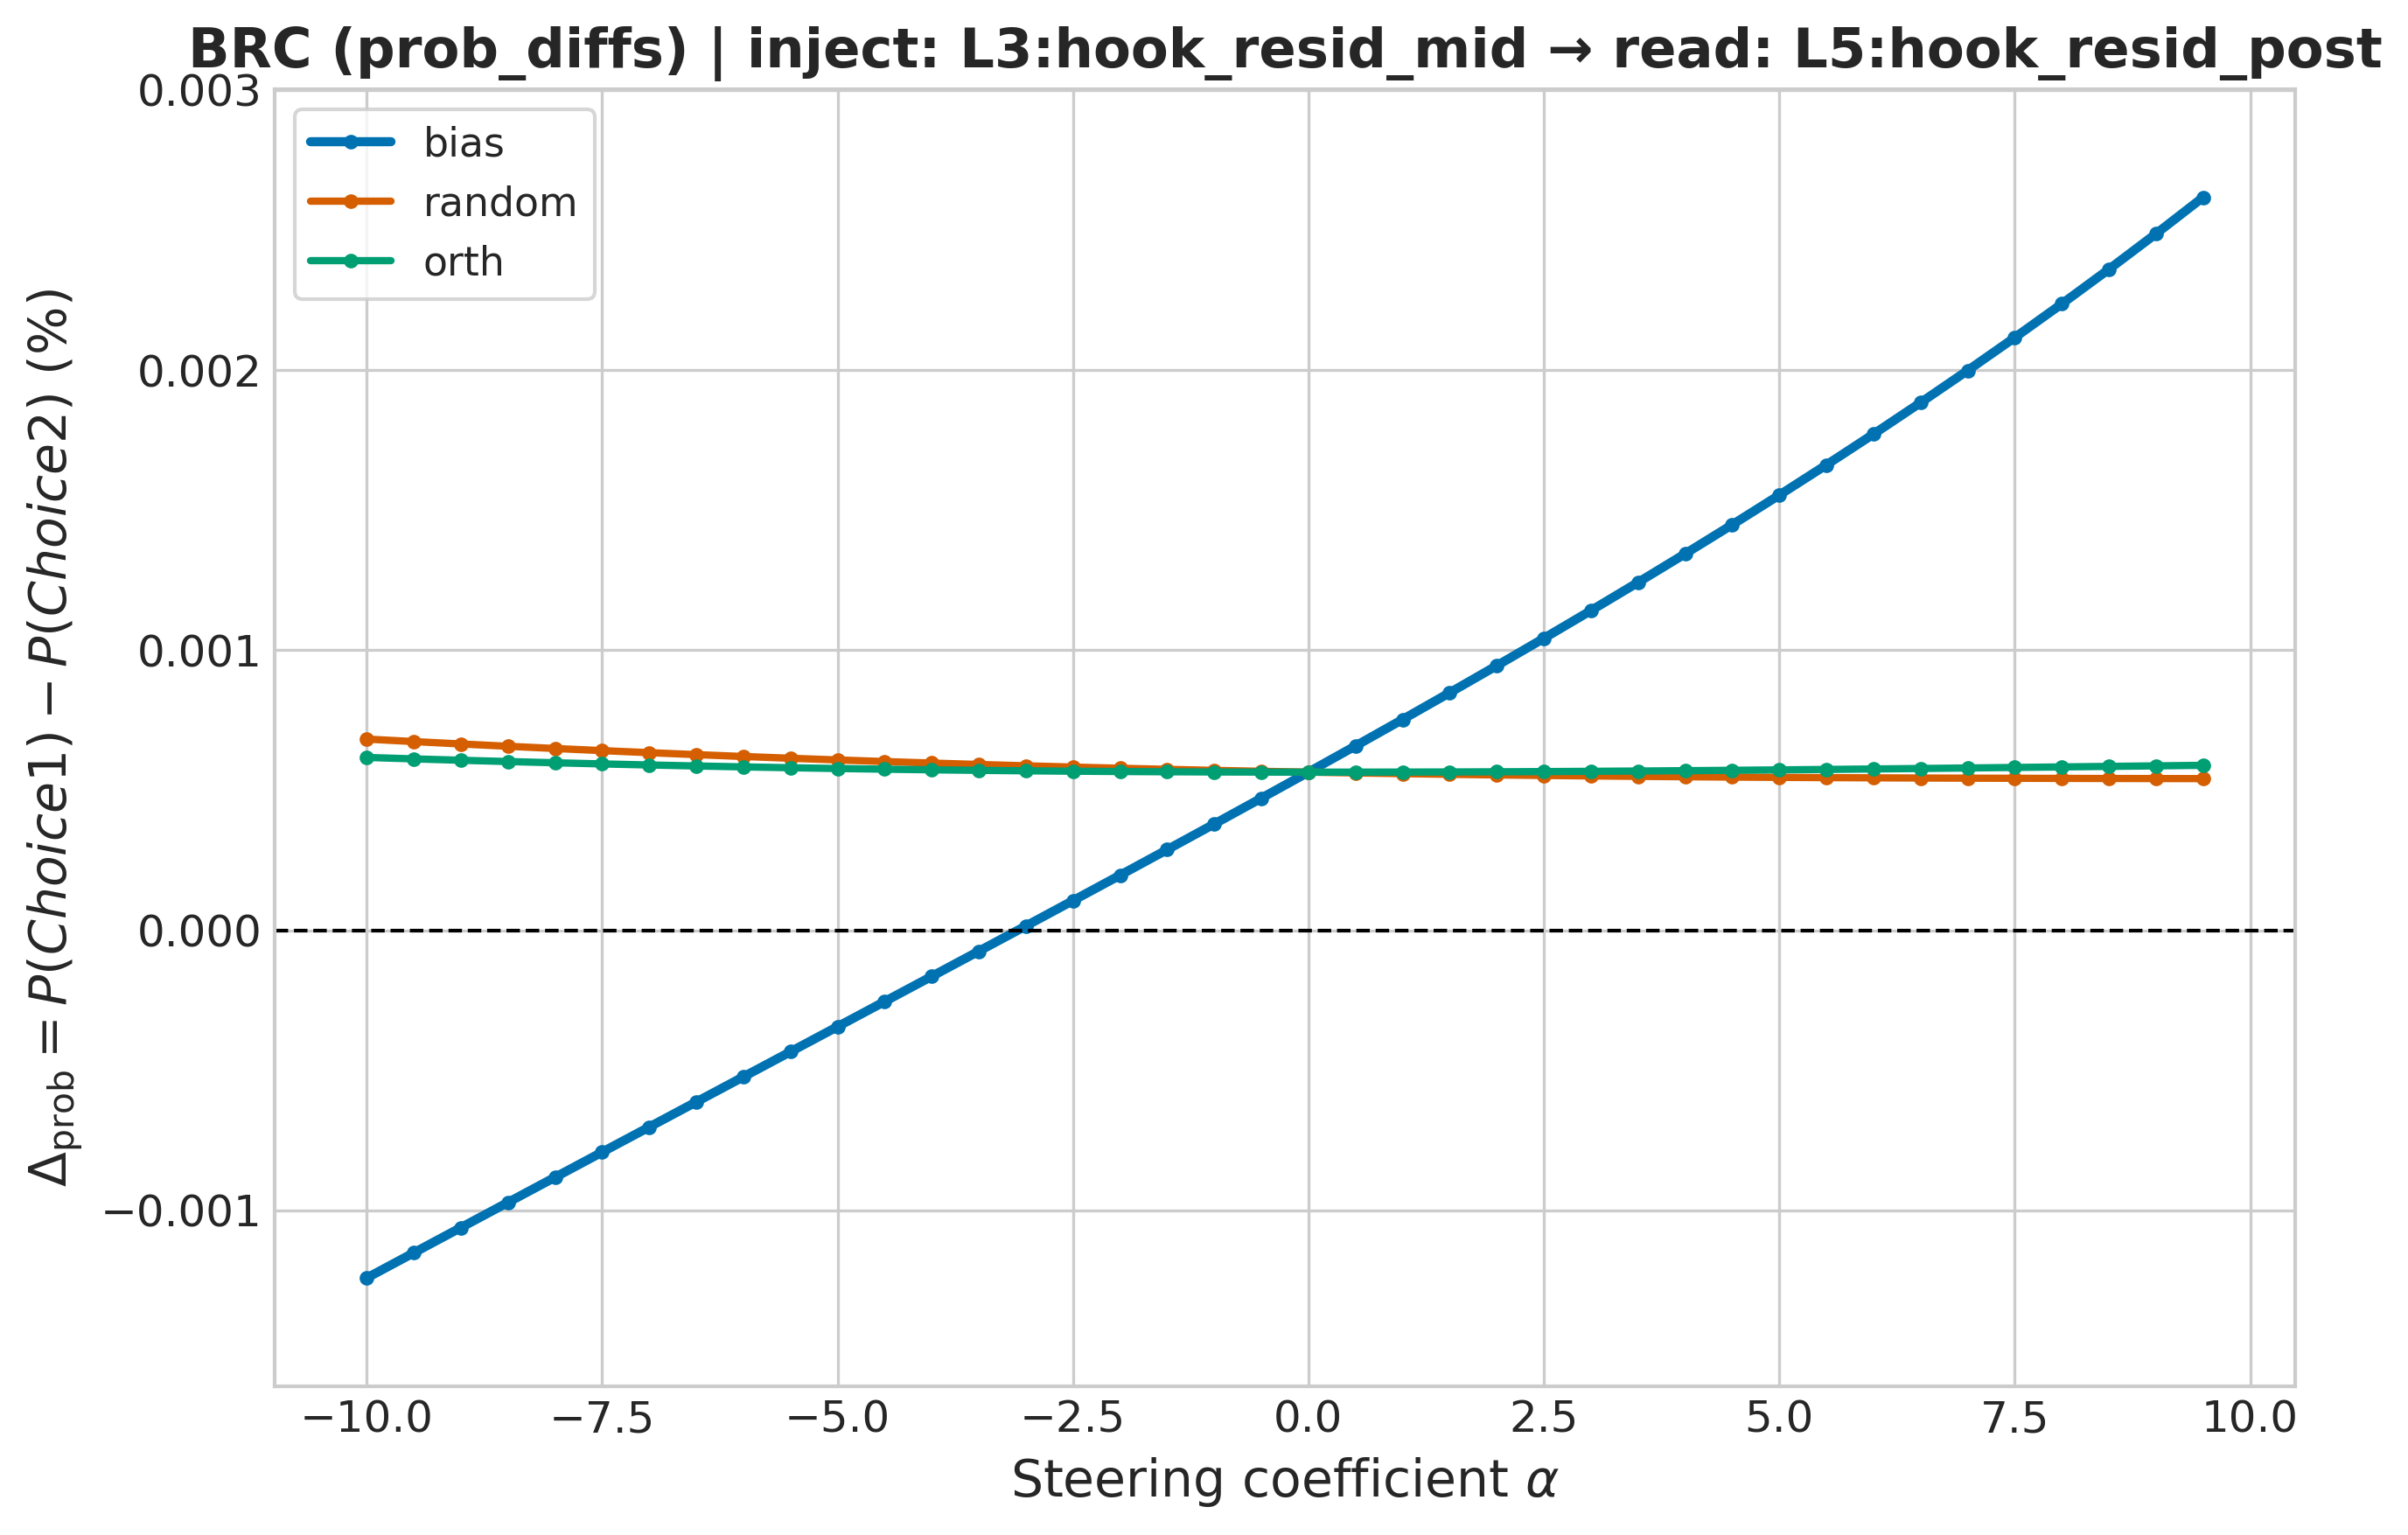 BRC (prob_diffs) | inject: L3:hook_resid_mid → read: L5:hook_resid_post
0.003
0.002
0.001
0.000
−0.001
Δprob = P(Choice1) − P(Choice2) (%)
bias
random
orth
−10.0 −7.5 −5.0 −2.5 0.0 2.5 5.0 7.5 10.0
Steering coefficient α